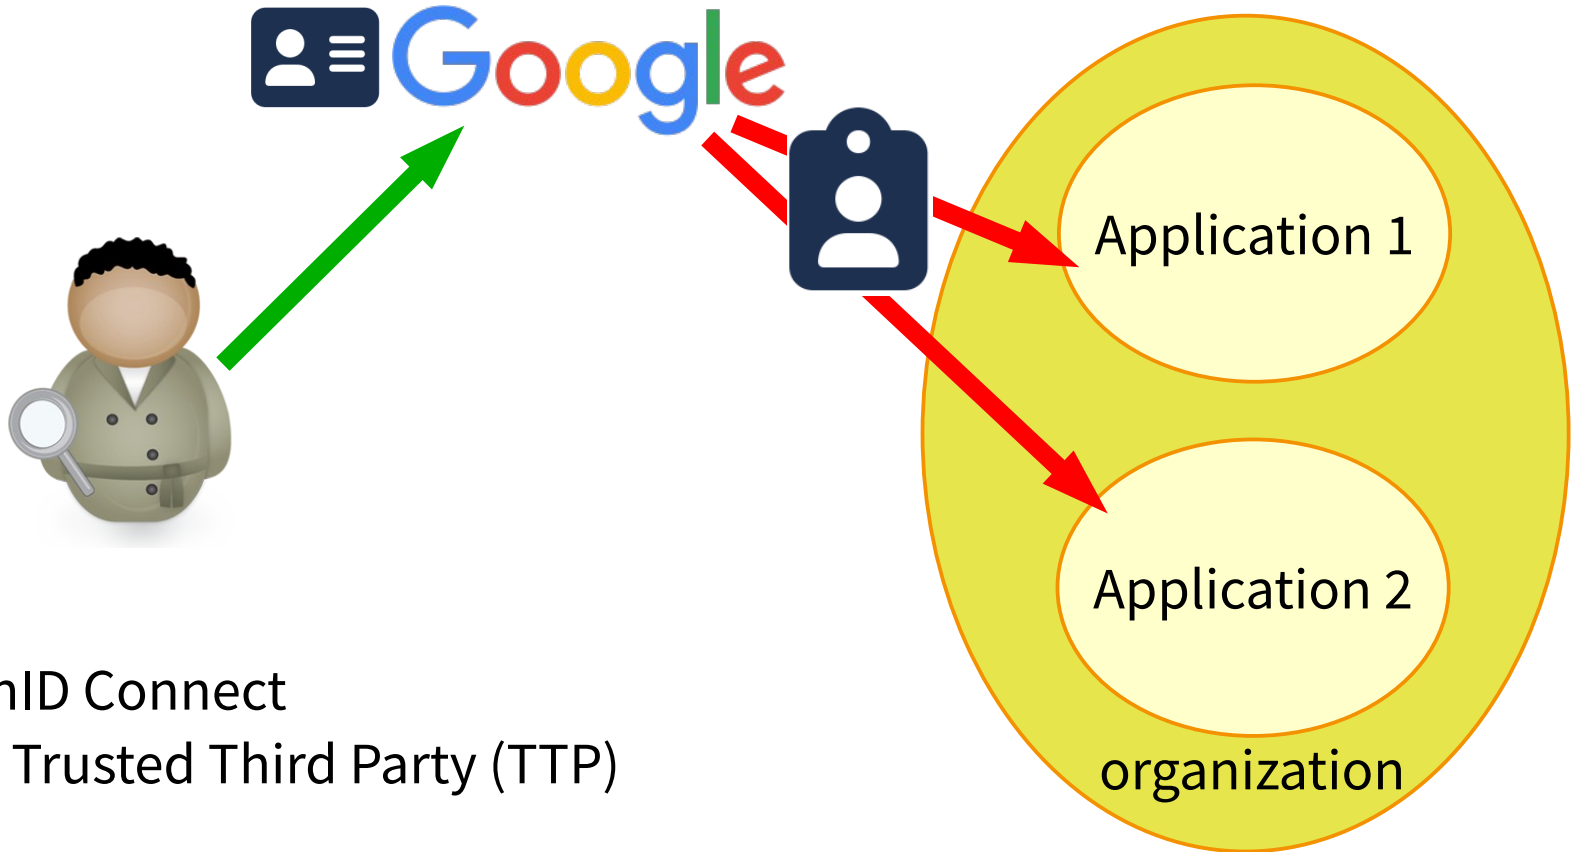 Google
Application 1
Application 2
nID Connect
Trusted Third Party (TTP)
organization